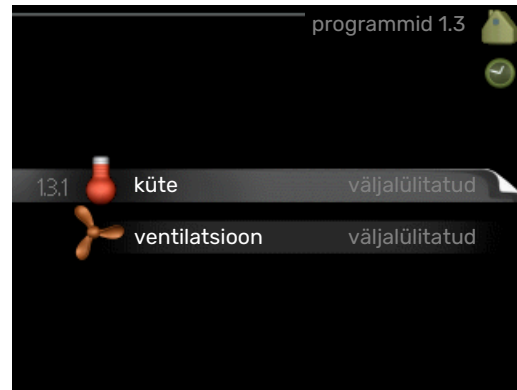 programmid 1.3
1.3.1 küte väljalülitatud
ventilatsioon väljalülitatud